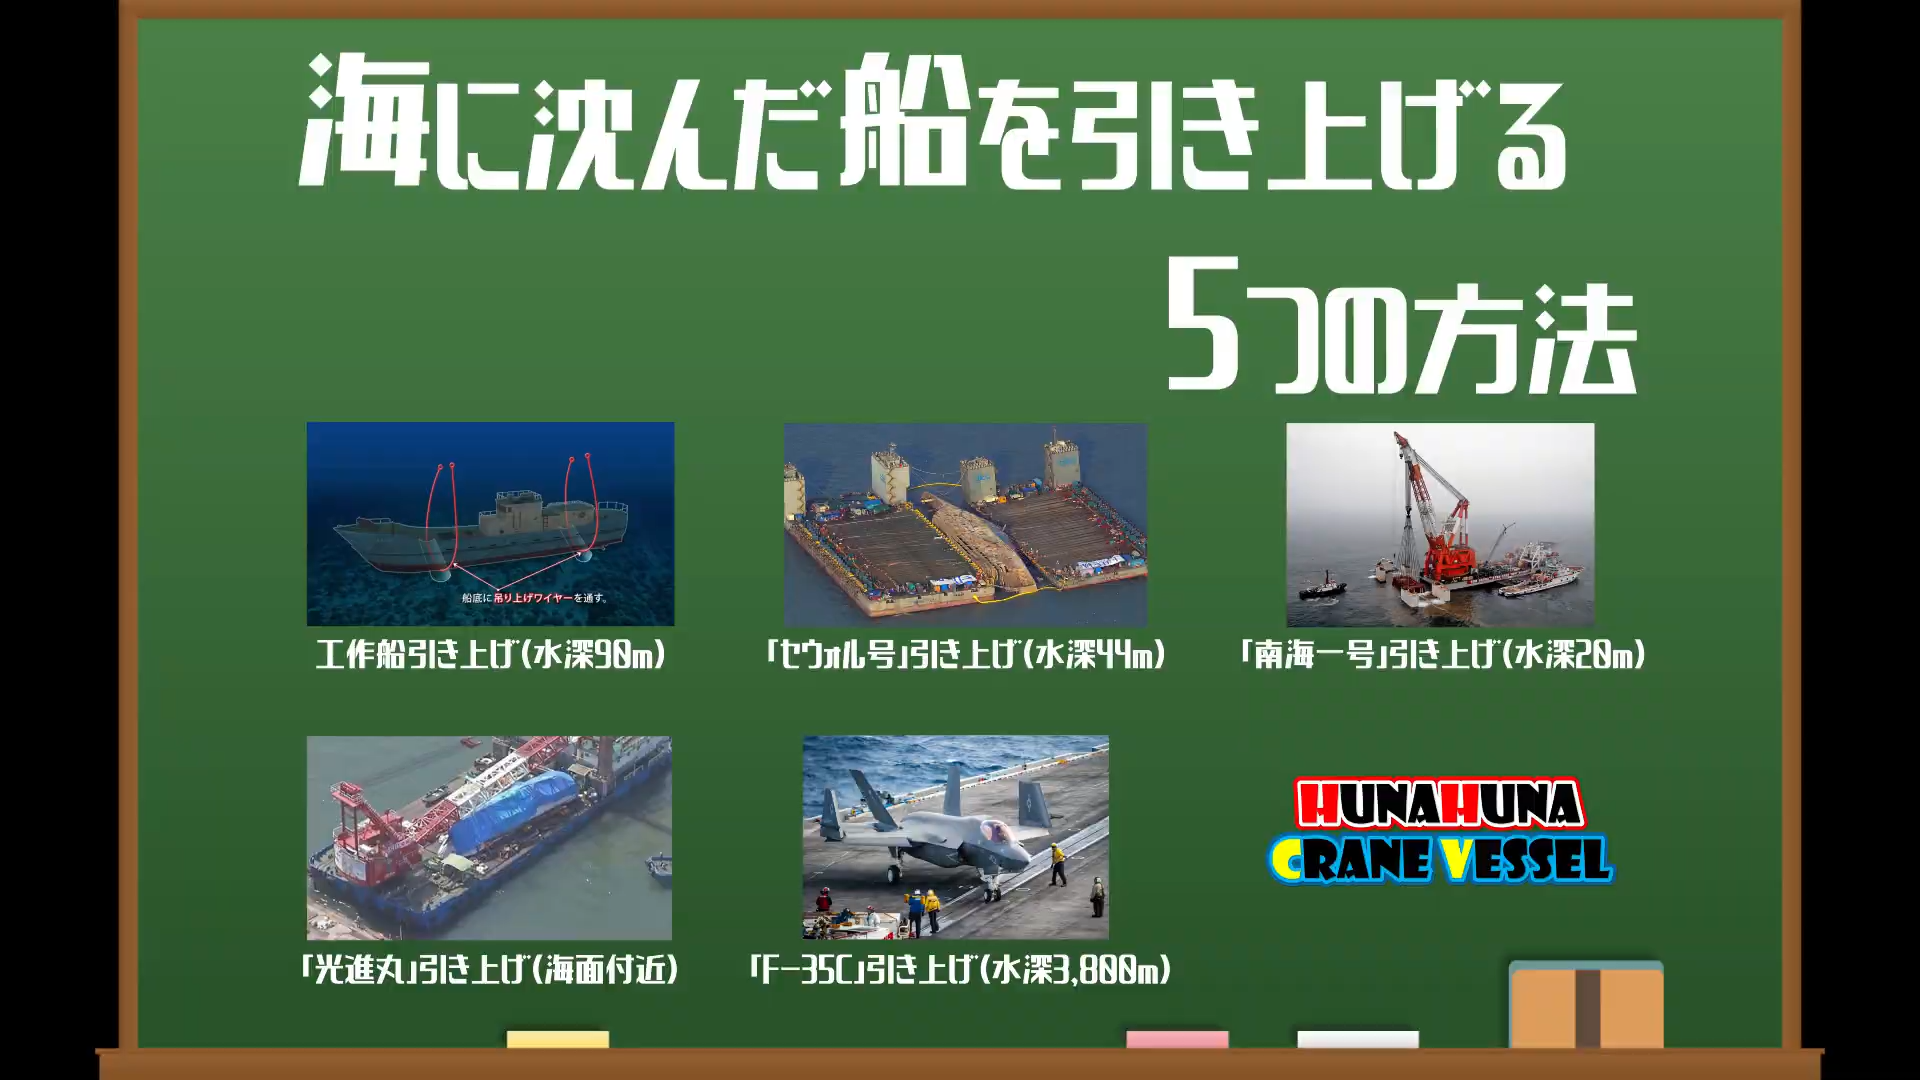 海に沈んだ船を引き上げる
5つの方法
船底に吊り上げワイヤーを通す。
工作船引き上げ(水深90m)
「セウォル号」引き上げ(水深44m)
「南海一号」引き上げ(水深20m)
「光進丸」引き上げ(海面付近)
「F-35C」引き上げ(水深3,800m)
HUNAHUNA
CRANE VESSEL